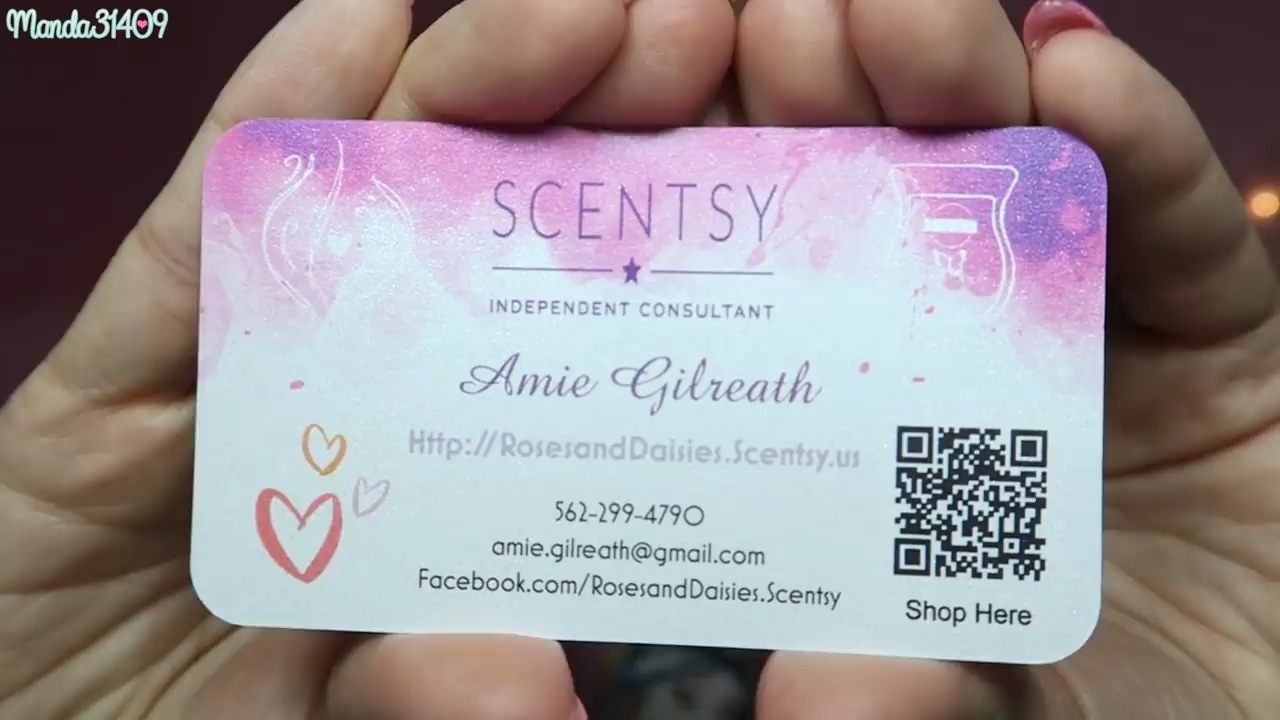 Manda31409
SCENTSY
INDEPENDENT CONSULTANT
Amie Gilreath
Http://RosesandDaisies.Scentsy.us
562-299-4790
amie.gilreath@gmail.com
Facebook.com/RosesandDaisies.Scentsy
Shop Here